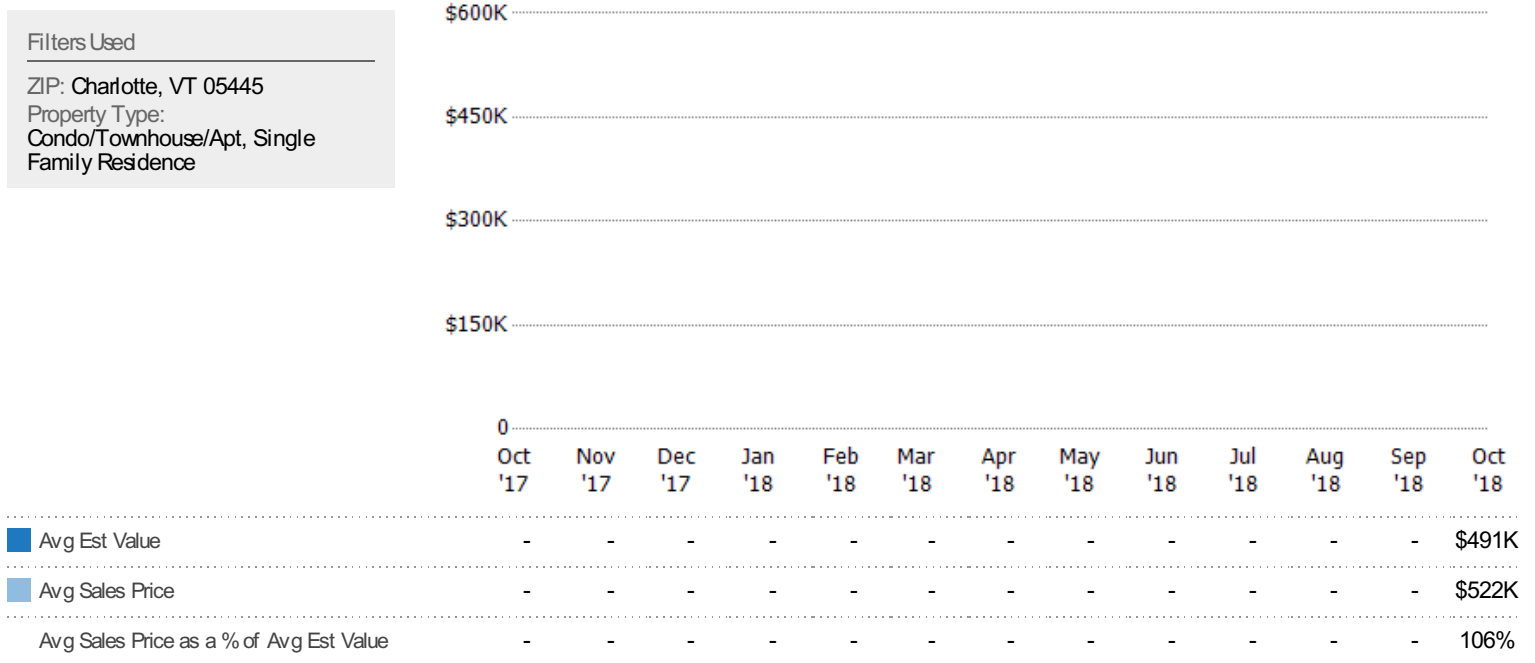 Filters Used
ZIP: Charlotte, VT 05445
Property Type:
Condo/Townhouse/Apt, Single
Family Residence
$600K
$450K
$300K
$150K
0
Oct Nov Dec Jan Feb Mar Apr May Jun Jul Aug Sep Oct
'17 '17 '17 '18 '18 '18 '18 '18 '18 '18 '18 '18 '18
Avg Est Value - - - - - - - - - - - - $491K
Avg Sales Price - - - - - - - - - - - - $522K
Avg Sales Price as a % of Avg Est Value - - - - - - - - - - - - 106%